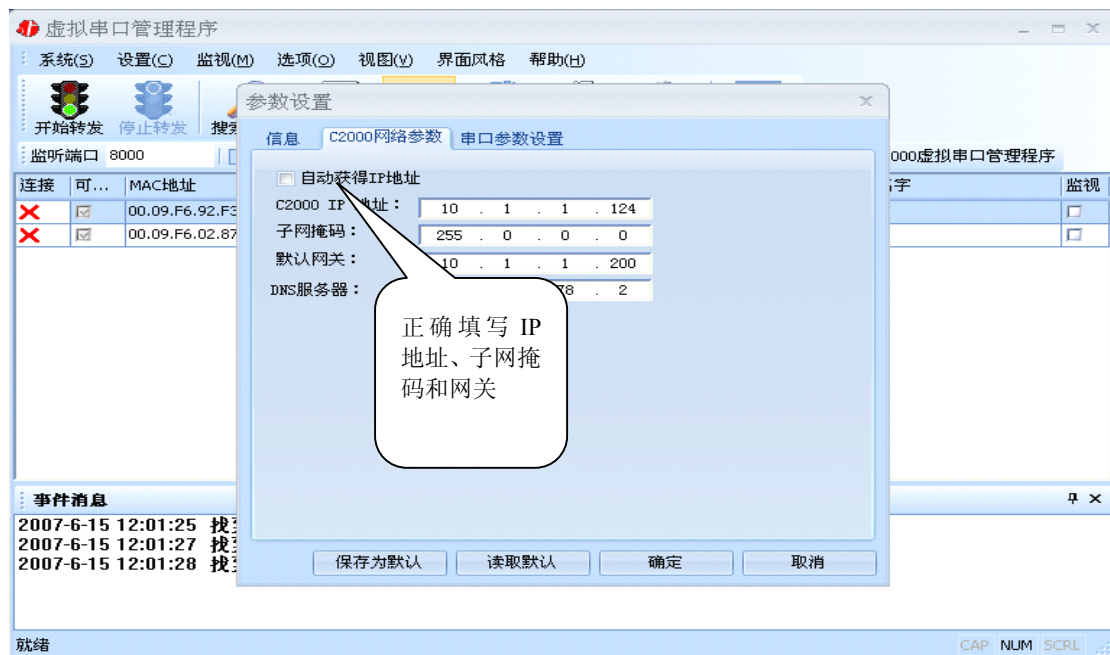 虚拟串口管理程序
系统(S) 设置(C) 监视(M) 选项(O) 视图(V) 界面风格 帮助(H)
开始转发 停止转发
监听端口 8000 000虚拟串口管理程序
连接 可... MAC地址 字 监视
00.09.F6.92.F3
00.09.F6.02.87
参数设置
信息 C2000网络参数 串口参数设置
自动获得IP地址
C2000 IP 地址： 10 . 1 . 1 . 124
子网掩码： 255 . 0 . 0 . 0
默认网关： 10 . 1 . 1 . 200
DNS服务器： 78 . 2
正确填写 IP
地址、子网掩
码和网关
保存为默认 读取默认 确定 取消
事件消息
2007-6-15 12:01:25
2007-6-15 12:01:27
2007-6-15 12:01:28
就绪 CAP NUM SCRL